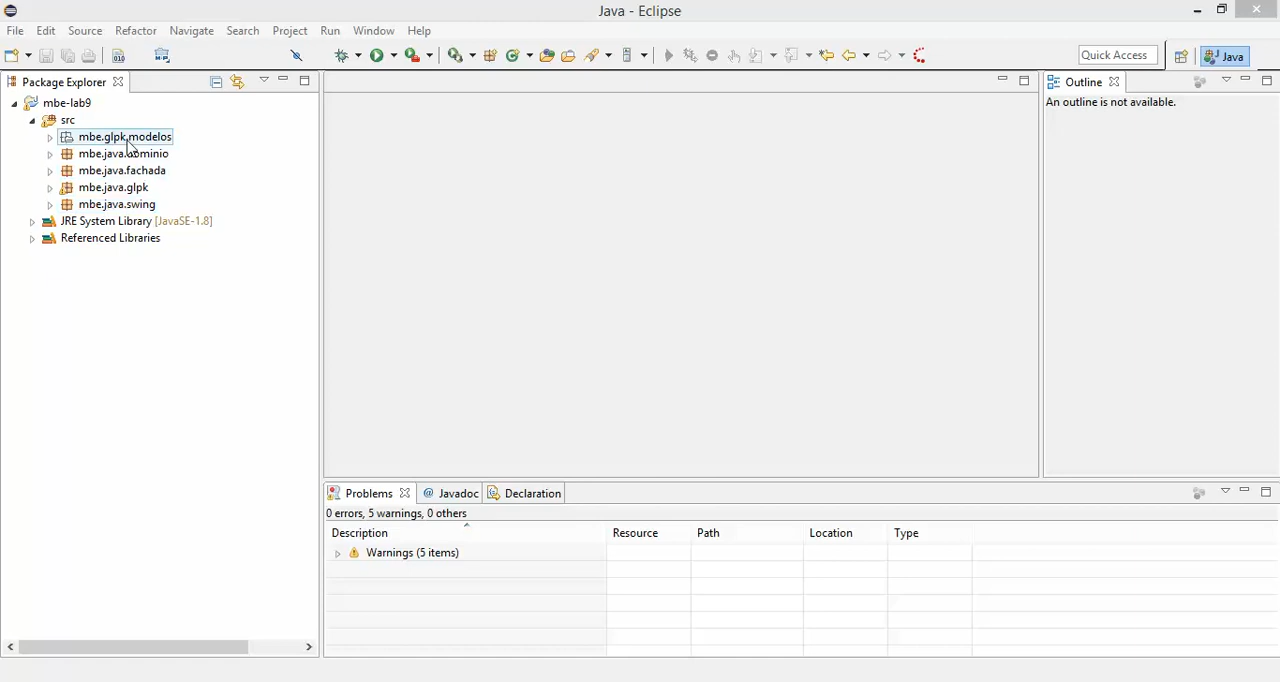 Java - Eclipse
File Edit Source Refactor Navigate Search Project Run Window Help
Quick Access Java
Package Explorer
mbe-lab9
src
mbe.glpk.modelos
mbe.java.dominio
mbe.java.fachada
mbe.java.glpk
mbe.java.swing
JRE System Library [JavaSE-1.8]
Referenced Libraries
Outline
An outline is not available.
Problems @ Javadoc Declaration
0 errors, 5 warnings, 0 others
Description Resource Path Location Type
Warnings (5 items)